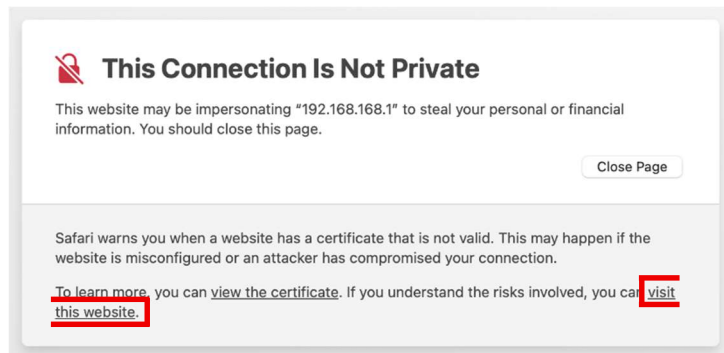 This Connection Is Not Private
This website may be impersonating “192.168.168.1” to steal your personal or financial
information. You should close this page.
Close Page
Safari warns you when a website has a certificate that is not valid. This may happen if the
website is misconfigured or an attacker has compromised your connection.
To learn more, you can view the certificate. If you understand the risks involved, you can visit
this website.